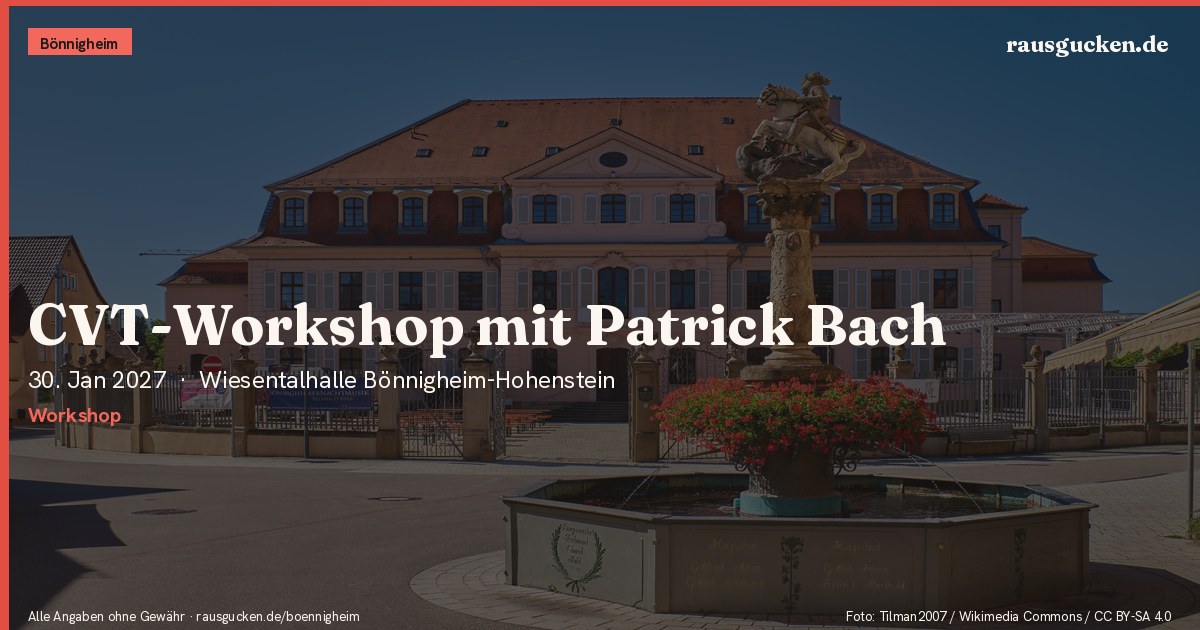 Bönnigheim
rausgucken.de
CVT-Workshop mit Patrick Bach
30. Jan 2027 · Wiesentalhalle Bönnigheim-Hohenstein
Workshop
Alle Angaben ohne Gewähr · rausgucken.de/boennigheim
Foto: Tilman2007 / Wikimedia Commons / CC BY-SA 4.0